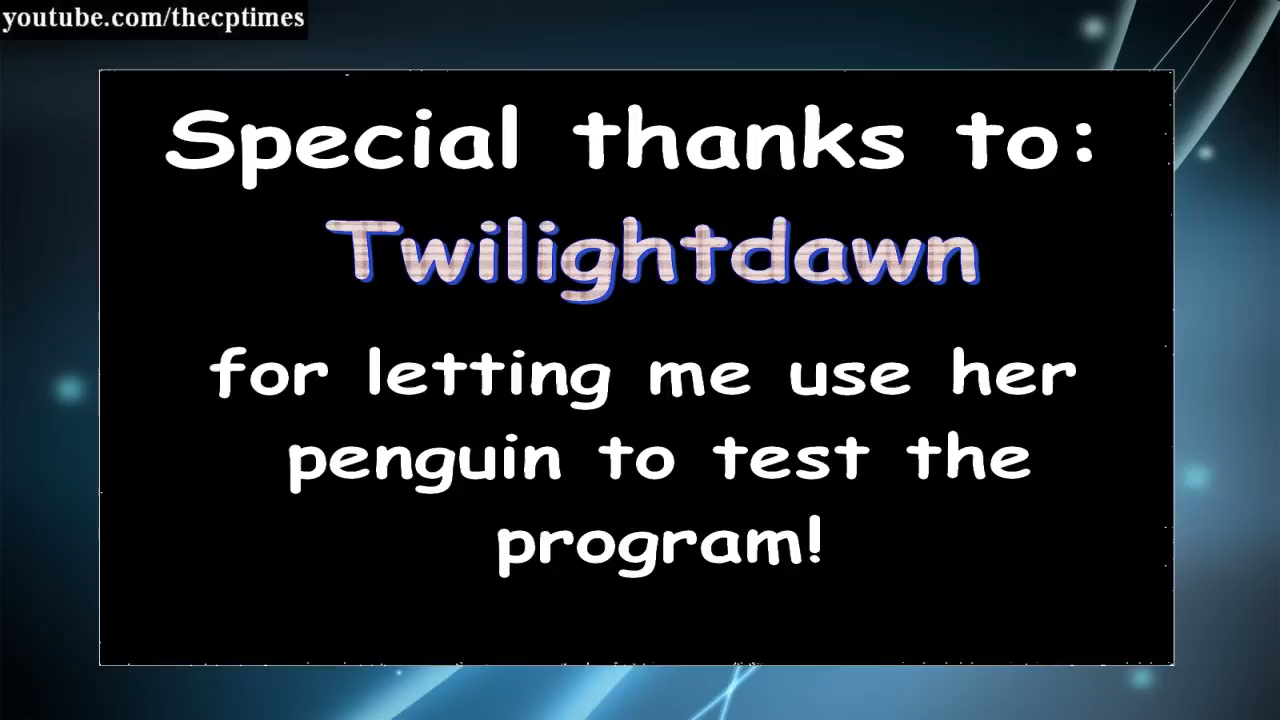 youtube.com/thecptimes
Special thanks to:
Twilightdawn
for letting me use her
penguin to test the
program!